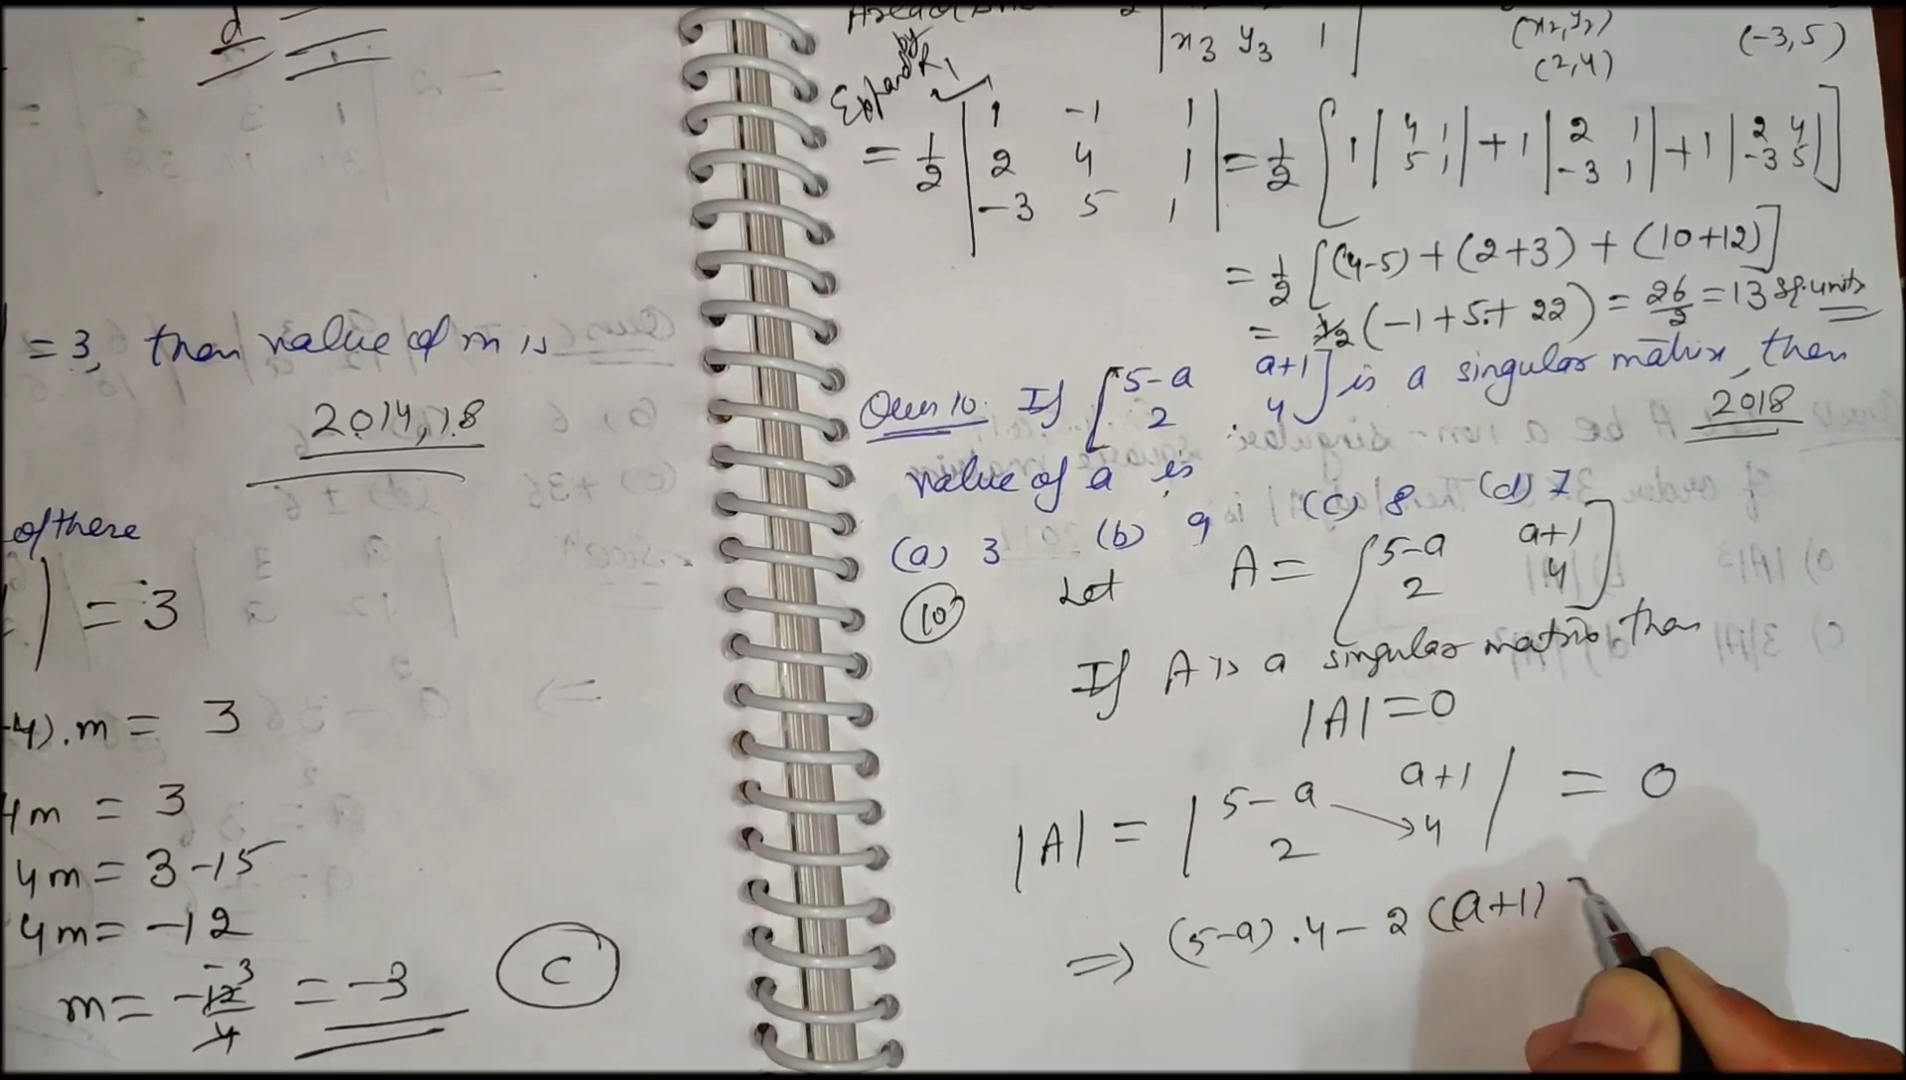 d
= 3, then value of m is
2014, 18
of these
| = 3
-4).m = 3
4m = 3
4m = 3-15
4m = -12
m = -12/4 = -3 (C)
-3
x3 y3 1
(x2, y2)
(2,4)
(-3,5)
Expand by R1
= 1/2 | 1 -1 1 | = 1/2 [ 1 | 4 1 | + 1 | 2 1 | + 1 | 2 4 | ]
2 4 1 5 1 -3 1 -3 5
-3 5 1
= 1/2 [(4-5) + (2+3) + (10+12)]
= 1/2 (-1+5+22) = 26/2 = 13 sq. units
Ques 10. If [ 5-a a+1 ] is a singular matrix, then
2 4
2018
value of a is
(a) 3 (b) 9 (c) 8 (d) 7
(10) Let A = [ 5-a a+1 ]
2 4
If A is a singular matrix then
|A| = 0
|A| = | 5-a a+1 | = 0
2 4
⇒ (5-a).4 - 2(a+1)